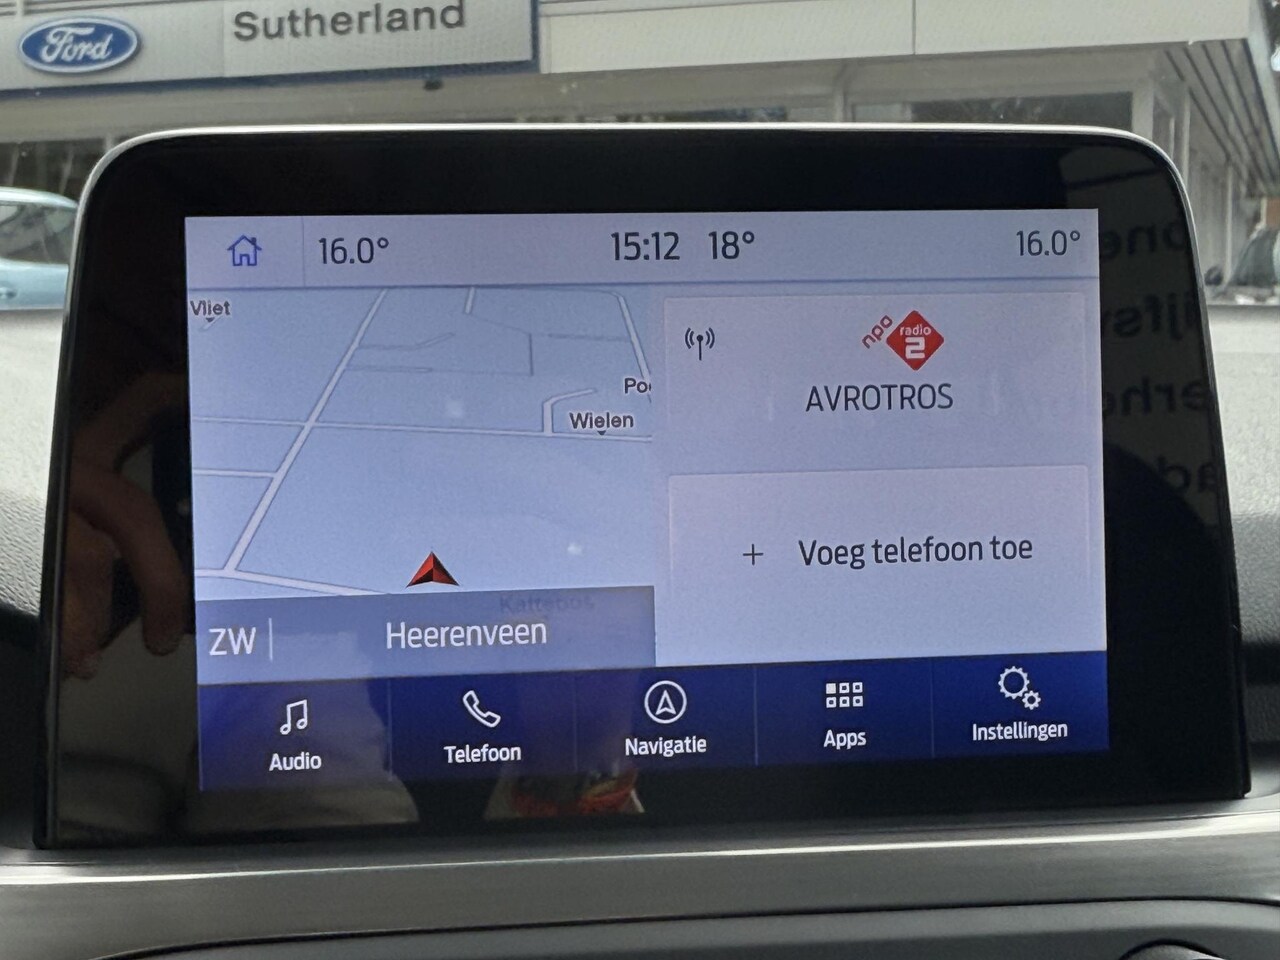 Ford
Sutherland
16.0° 15:12 18° 16.0°
Vliet
Wielen
npo radio 2
AVROTROS
+ Voeg telefoon toe
ZW | Heerenveen
Audio Telefoon Navigatie Apps Instellingen